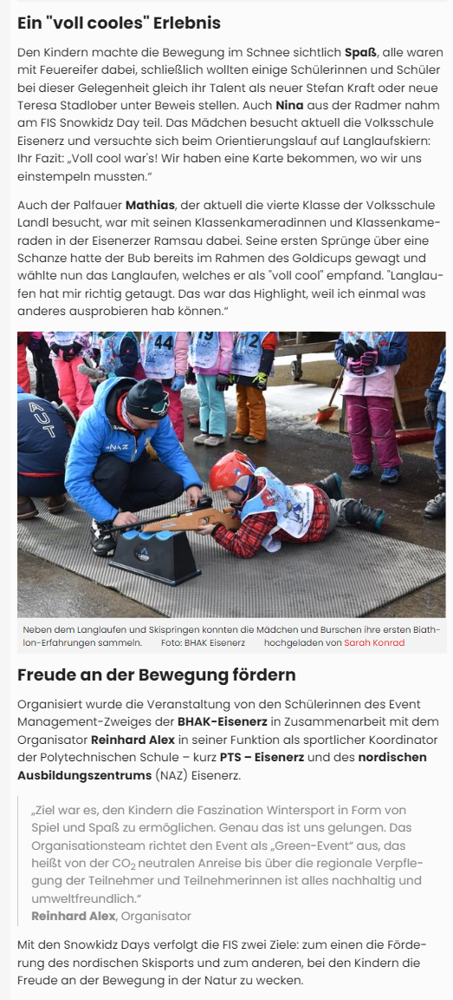 Ein "voll cooles" Erlebnis
Den Kindern machte die Bewegung im Schnee sichtlich Spaß, alle waren
mit Feuereifer dabei, schließlich wollten einige Schülerinnen und Schüler
bei dieser Gelegenheit gleich ihr Talent als neuer Stefan Kraft oder neue
Teresa Stadlober unter Beweis stellen. Auch Nina aus der Radmer nahm
am FIS Snowkidz Day teil. Das Mädchen besucht aktuell die Volksschule
Eisenerz und versuchte sich beim Orientierungslauf auf Langlaufskiern:
Ihr Fazit: „Voll cool war's! Wir haben eine Karte bekommen, wo wir uns
einstempeln mussten.“
Auch der Palfauer Mathias, der aktuell die vierte Klasse der Volksschule
Landl besucht, war mit seinen Klassenkameradinnen und Klassenkame-
raden in der Eisenerzer Ramsau dabei. Seine ersten Sprünge über eine
Schanze hatte der Bub bereits im Rahmen des Goldicups gewagt und
wählte nun das Langlaufen, welches er als "voll cool" empfand. "Langlau-
fen hat mir richtig getaugt. Das war das Highlight, weil ich einmal was
anderes ausprobieren hab können.“
44
19
12
AUT
NAZ
Neben dem Langlaufen und Skispringen konnten die Mädchen und Burschen ihre ersten Biath-
lon-Erfahrungen sammeln. Foto: BHAK Eisenerz hochgeladen von Sarah Konrad
Freude an der Bewegung fördern
Organisiert wurde die Veranstaltung von den Schülerinnen des Event
Management-Zweiges der BHAK-Eisenerz in Zusammenarbeit mit dem
Organisator Reinhard Alex in seiner Funktion als sportlicher Koordinator
der Polytechnischen Schule – kurz PTS – Eisenerz und des nordischen
Ausbildungszentrums (NAZ) Eisenerz.
„Ziel war es, den Kindern die Faszination Wintersport in Form von
Spiel und Spaß zu ermöglichen. Genau das ist uns gelungen. Das
Organisationsteam richtet den Event als „Green-Event“ aus, das
heißt von der CO₂ neutralen Anreise bis über die regionale Verpfle-
gung der Teilnehmer und Teilnehmerinnen ist alles nachhaltig und
umweltfreundlich.“
Reinhard Alex, Organisator
Mit den Snowkidz Days verfolgt die FIS zwei Ziele: zum einen die Förde-
rung des nordischen Skisports und zum anderen, bei den Kindern die
Freude an der Bewegung in der Natur zu wecken.